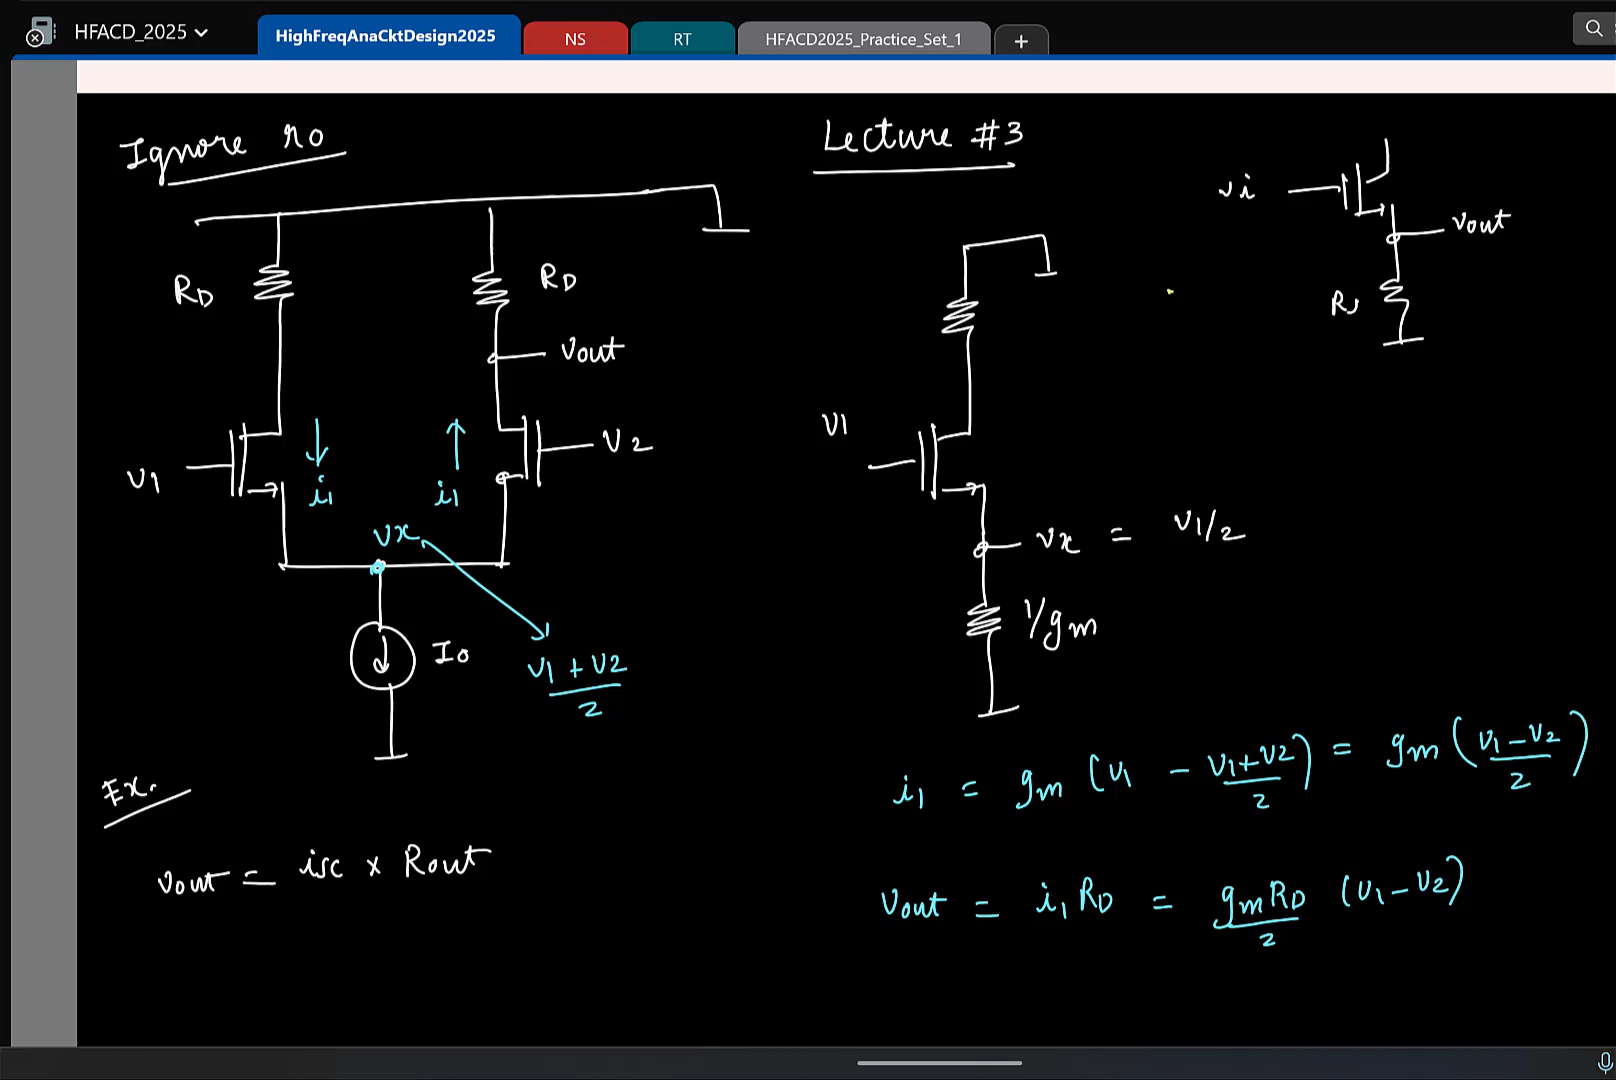 HFACD_2025
HighFreqAnaCktDesign2025
NS
RT
HFACD2025_Practice_Set_1
+
Ignore ro
Lecture #3
vi
vout
RD
RD
vout
V1
V2
i1
i1
vx
Io
V1 + V2
2
V1
vx = V1/2
1/gm
i1 = gm (V1 - V1+V2/2) = gm (V1-V2/2)
Ex.
vout = isc x Rout
Vout = i1 RD = gmRD/2 (V1-V2)